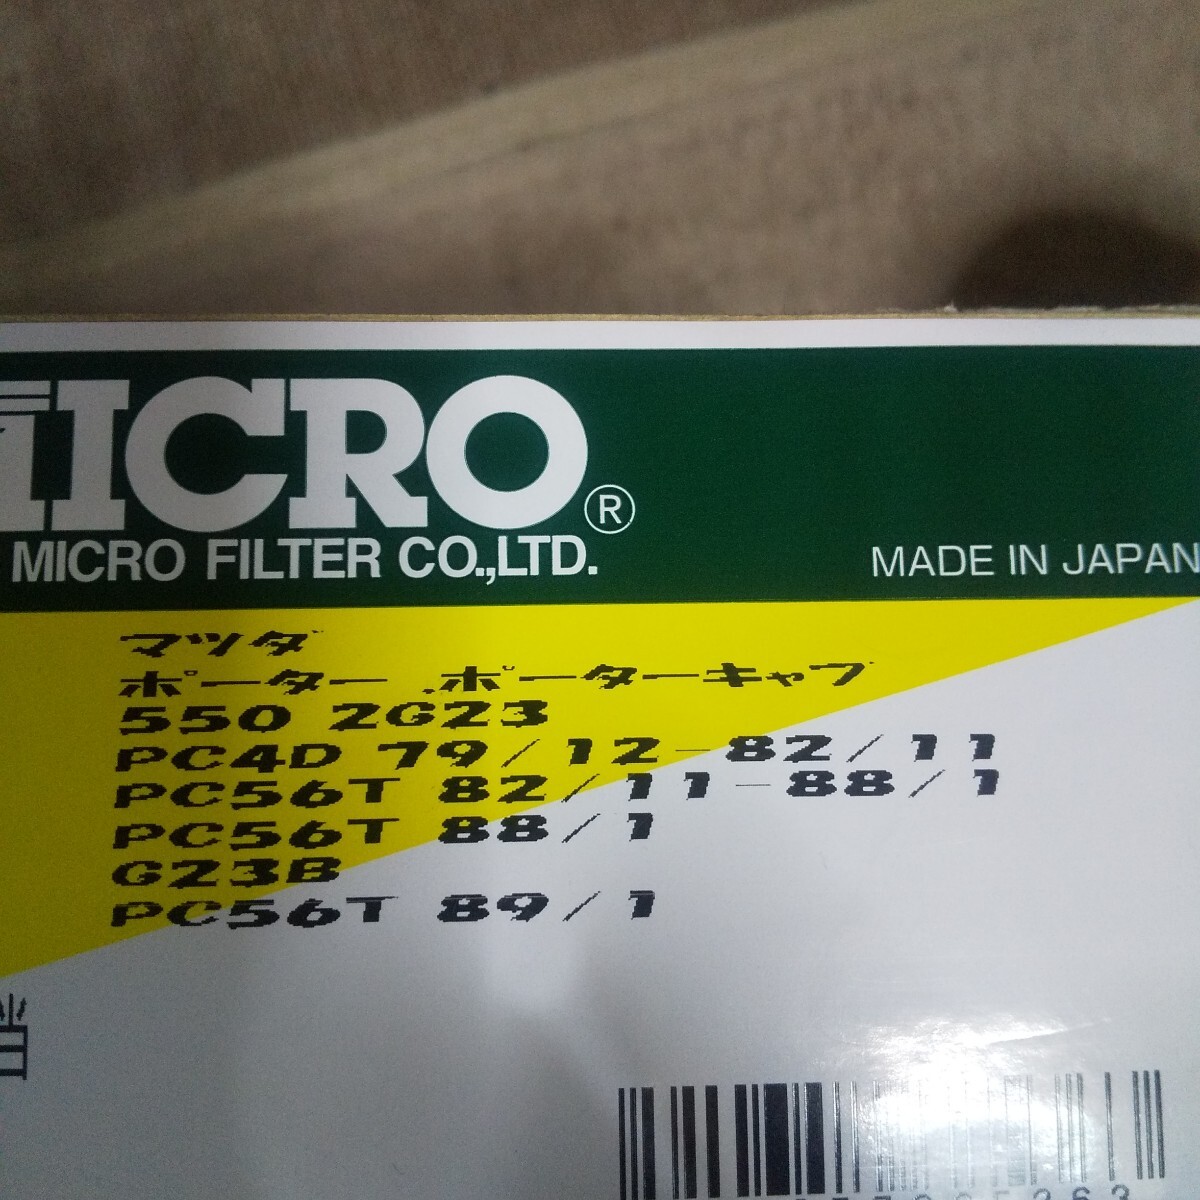 MICRO®
MICRO FILTER CO.,LTD.
MADE IN JAPAN
マツダ
ポーター .ポーターキャブ
550 2G23
PC4D 79/12-82/11
PC56T 82/11-88/1
PC56T 88/1
G23B
PC56T 89/1